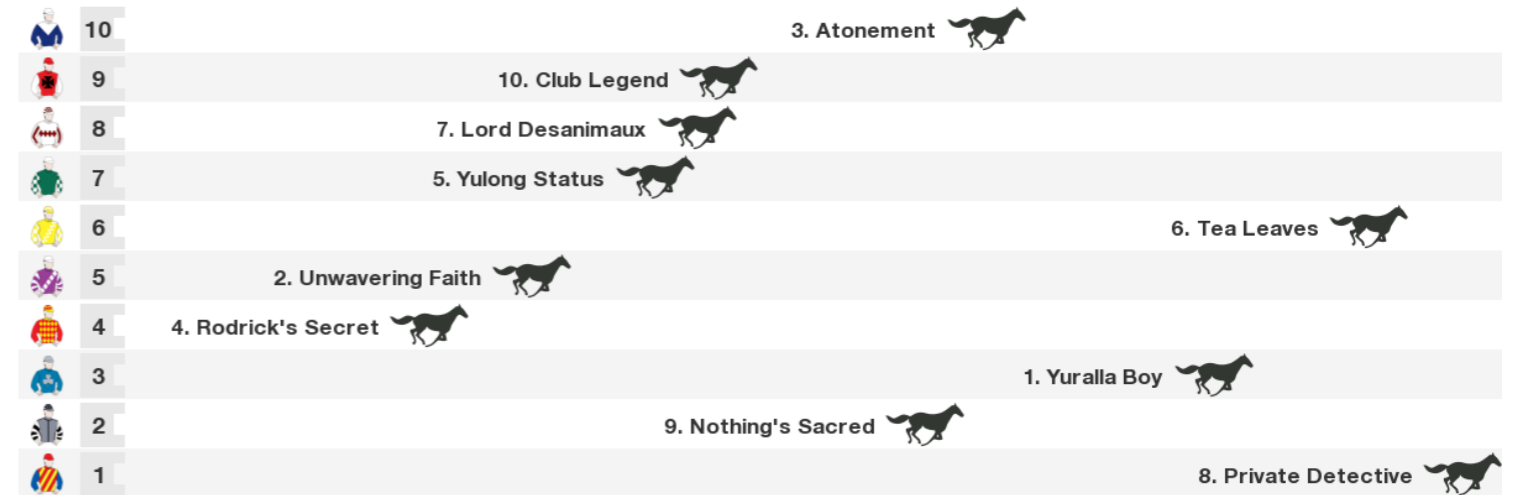 10 3. Atonement
9 10. Club Legend
8 7. Lord Desanimaux
7 5. Yulong Status
6 6. Tea Leaves
5 2. Unwavering Faith
4 4. Rodrick's Secret
3 1. Yuralla Boy
2 9. Nothing's Sacred
1 8. Private Detective